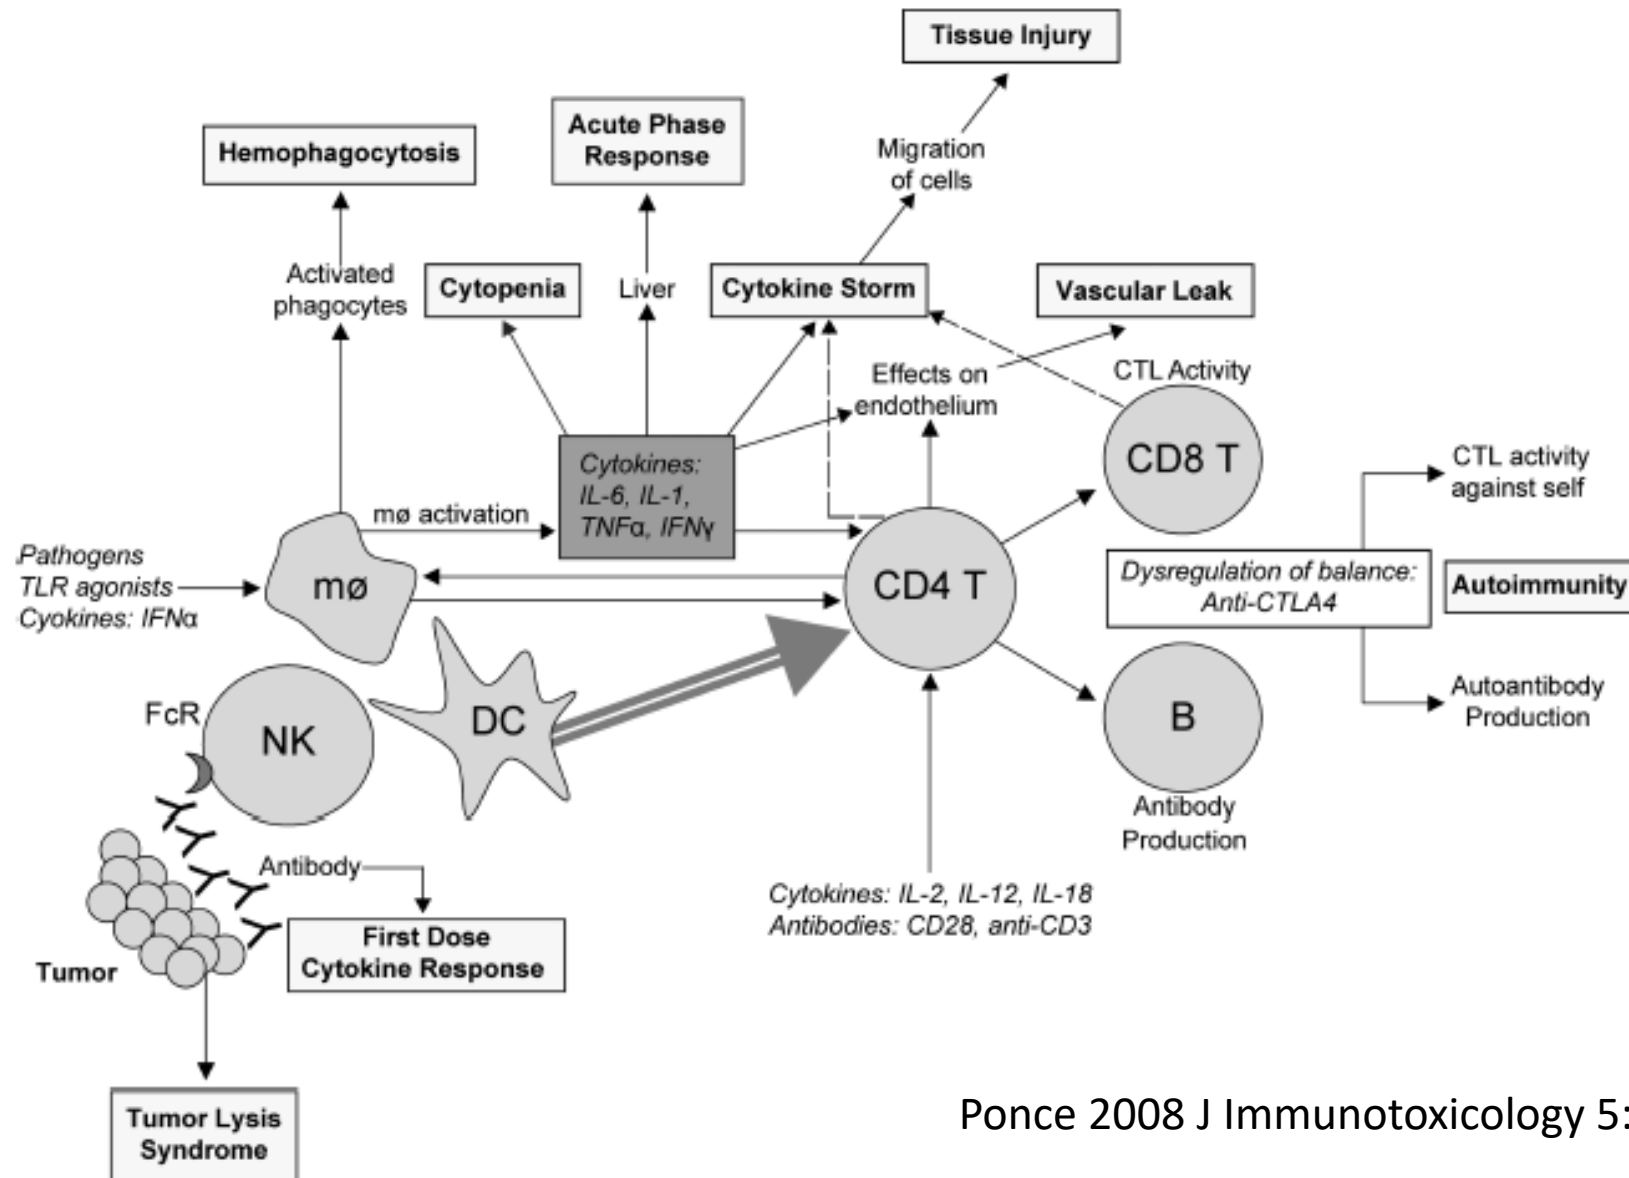 Tissue Injury
Acute Phase
Response
Hemophagocytosis
Migration
of cells
Activated
phagocytes
Cytopenia
Liver
Cytokine Storm
Vascular Leak
Effects on
endothelium
CTL Activity
CD8 T
CTL activity
against self
Cytokines:
IL-6, IL-1,
TNFα, IFNγ
mø activation
Pathogens
TLR agonists
Cyokines: IFNα
mø
CD4 T
Dysregulation of balance:
Anti-CTLA4
Autoimmunity
Autoantibody
Production
FcR
NK
DC
B
Antibody
Production
Antibody
Cytokines: IL-2, IL-12, IL-18
Antibodies: CD28, anti-CD3
First Dose
Cytokine Response
Tumor
Tumor Lysis
Syndrome
Ponce 2008 J Immunotoxicology 5: